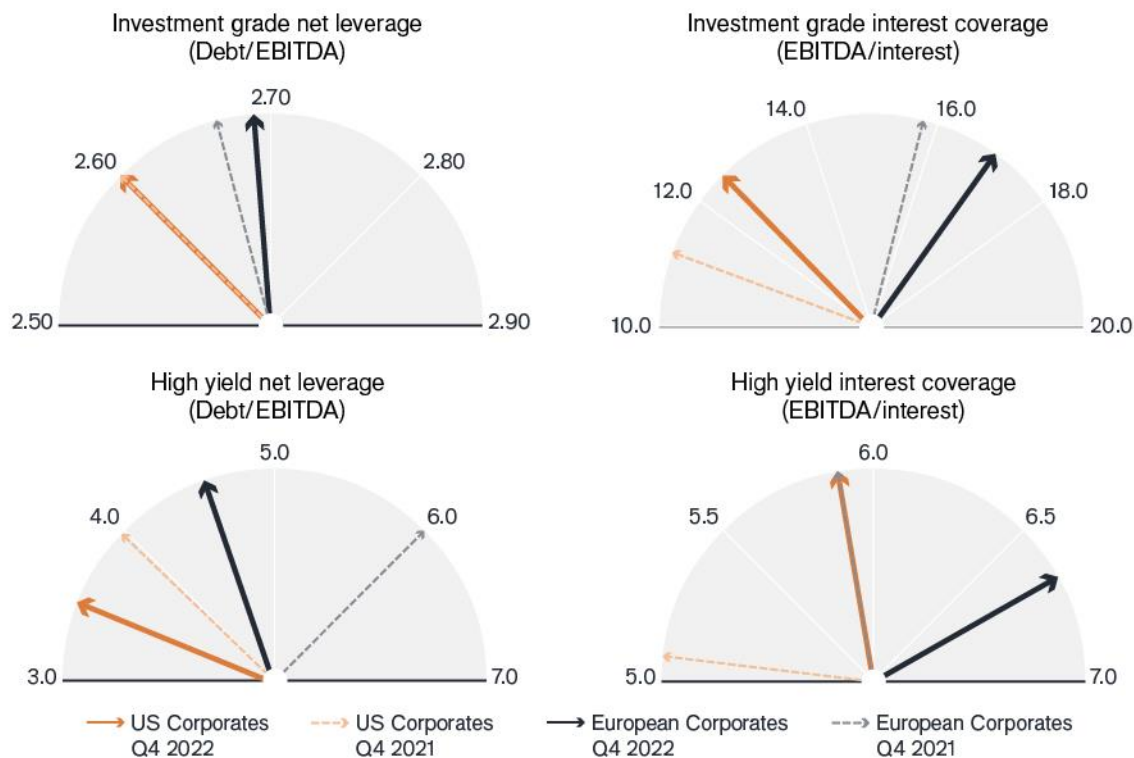 Investment grade net leverage
(Debt/EBITDA)
2.50
2.60
2.70
2.80
2.90
Investment grade interest coverage
(EBITDA/interest)
10.0
12.0
14.0
16.0
18.0
20.0
High yield net leverage
(Debt/EBITDA)
3.0
4.0
5.0
6.0
7.0
High yield interest coverage
(EBITDA/interest)
5.0
5.5
6.0
6.5
7.0
US Corporates
Q4 2022
US Corporates
Q4 2021
European Corporates
Q4 2022
European Corporates
Q4 2021